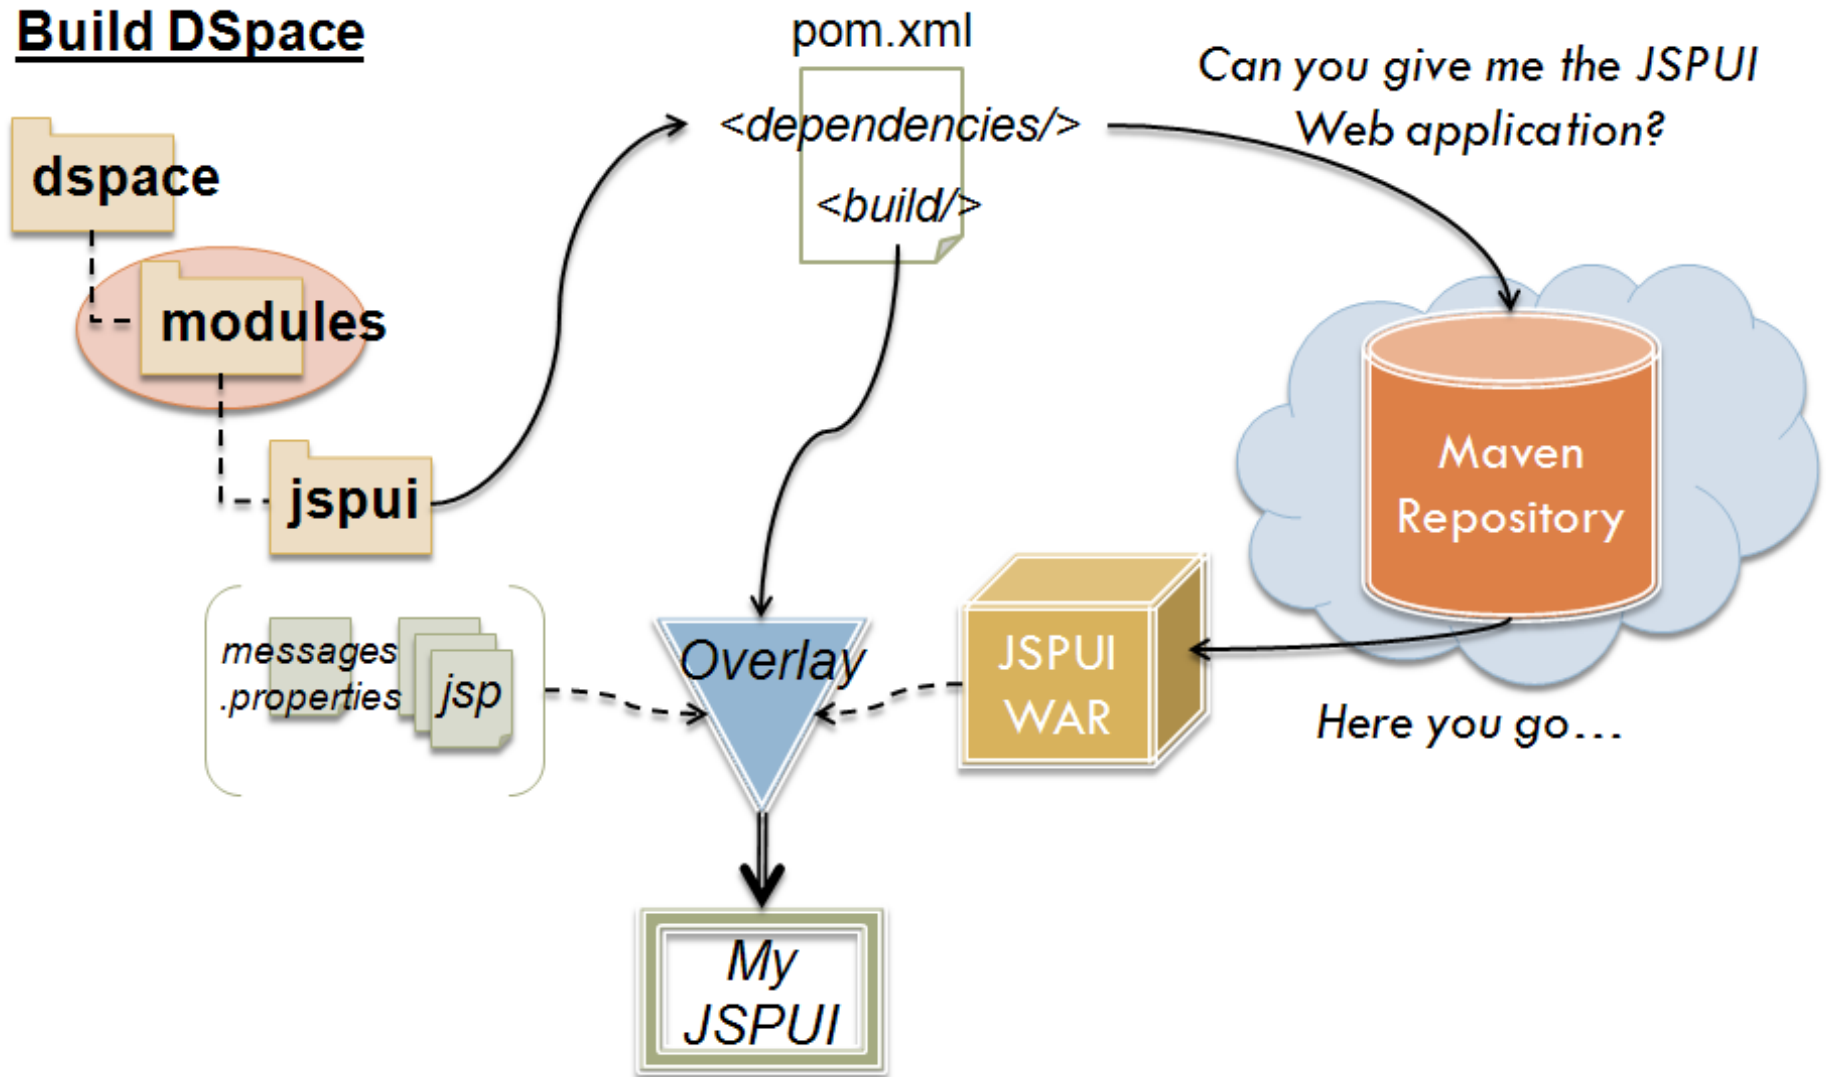 Build DSpace
pom.xml
Can you give me the JSPUI
Web application?
<dependencies/>
<build/>
dspace
modules
jspui
Maven
Repository
messages
.properties
jsp
Overlay
JSPUI
WAR
Here you go...
My
JSPUI